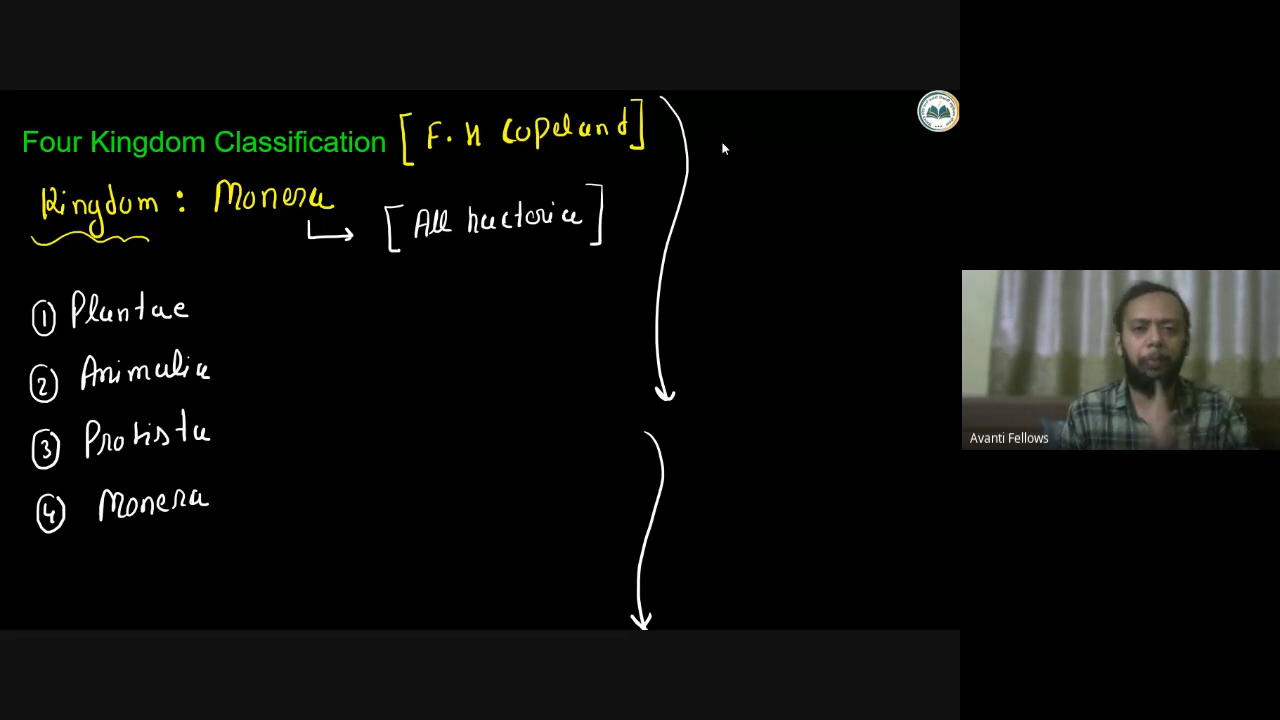 Four Kingdom Classification [F. H Copeland]
Kingdom : Monera
[All bacteria]
① Plantae
② Animalia
③ Protista
④ Monera
Avanti Fellows